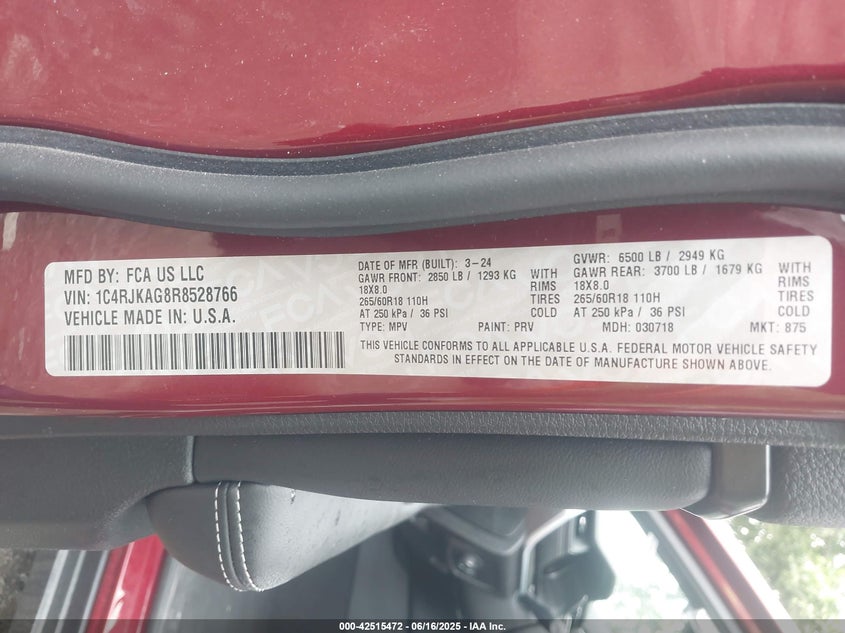 MFD BY: FCA US LLC
VIN: 1C4RJKAG8R8528766
VEHICLE MADE IN: U.S.A.
DATE OF MFR (BUILT): 3-24 GVWR: 6500 LB / 2949 KG
GAWR FRONT: 2850 LB / 1293 KG WITH GAWR REAR: 3700 LB / 1679 KG WITH
18X8.0 RIMS 18X8.0 RIMS
265/60R18 110H TIRES 265/60R18 110H TIRES
AT 250 kPa / 36 PSI COLD AT 250 kPa / 36 PSI COLD
TYPE: MPV PAINT: PRV MDH: 030718 MKT: 875
THIS VEHICLE CONFORMS TO ALL APPLICABLE U.S.A. FEDERAL MOTOR VEHICLE SAFETY
STANDARDS IN EFFECT ON THE DATE OF MANUFACTURE SHOWN ABOVE.
000-42515472 - 06/16/2025 - IAA Inc.